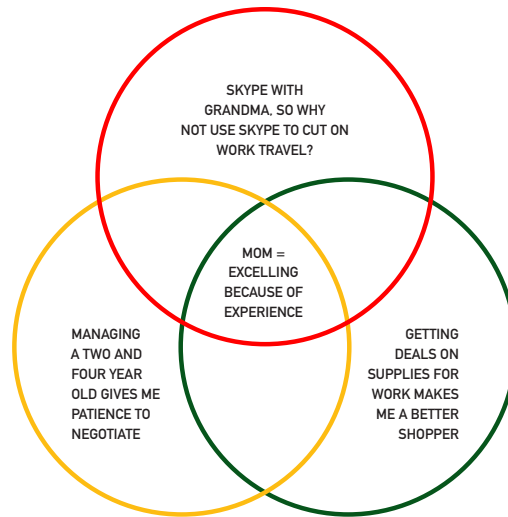 SKYPE WITH
GRANDMA, SO WHY
NOT USE SKYPE TO CUT ON
WORK TRAVEL?
MOM =
EXCELLING
BECAUSE OF
EXPERIENCE
MANAGING
A TWO AND
FOUR YEAR
OLD GIVES ME
PATIENCE TO
NEGOTIATE
GETTING
DEALS ON
SUPPLIES FOR
WORK MAKES
ME A BETTER
SHOPPER